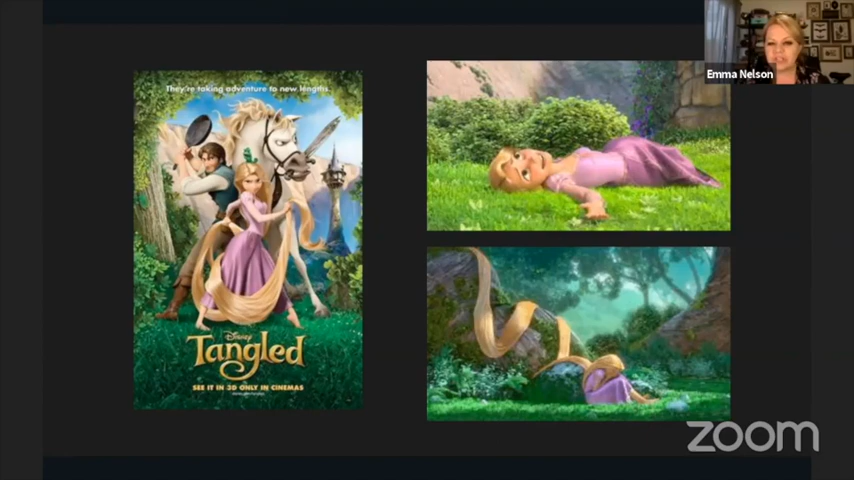 Emma Nelson
They're taking adventure to new lengths.
Disney
Tangled
SEE IT IN 3D ONLY IN CINEMAS
zoom